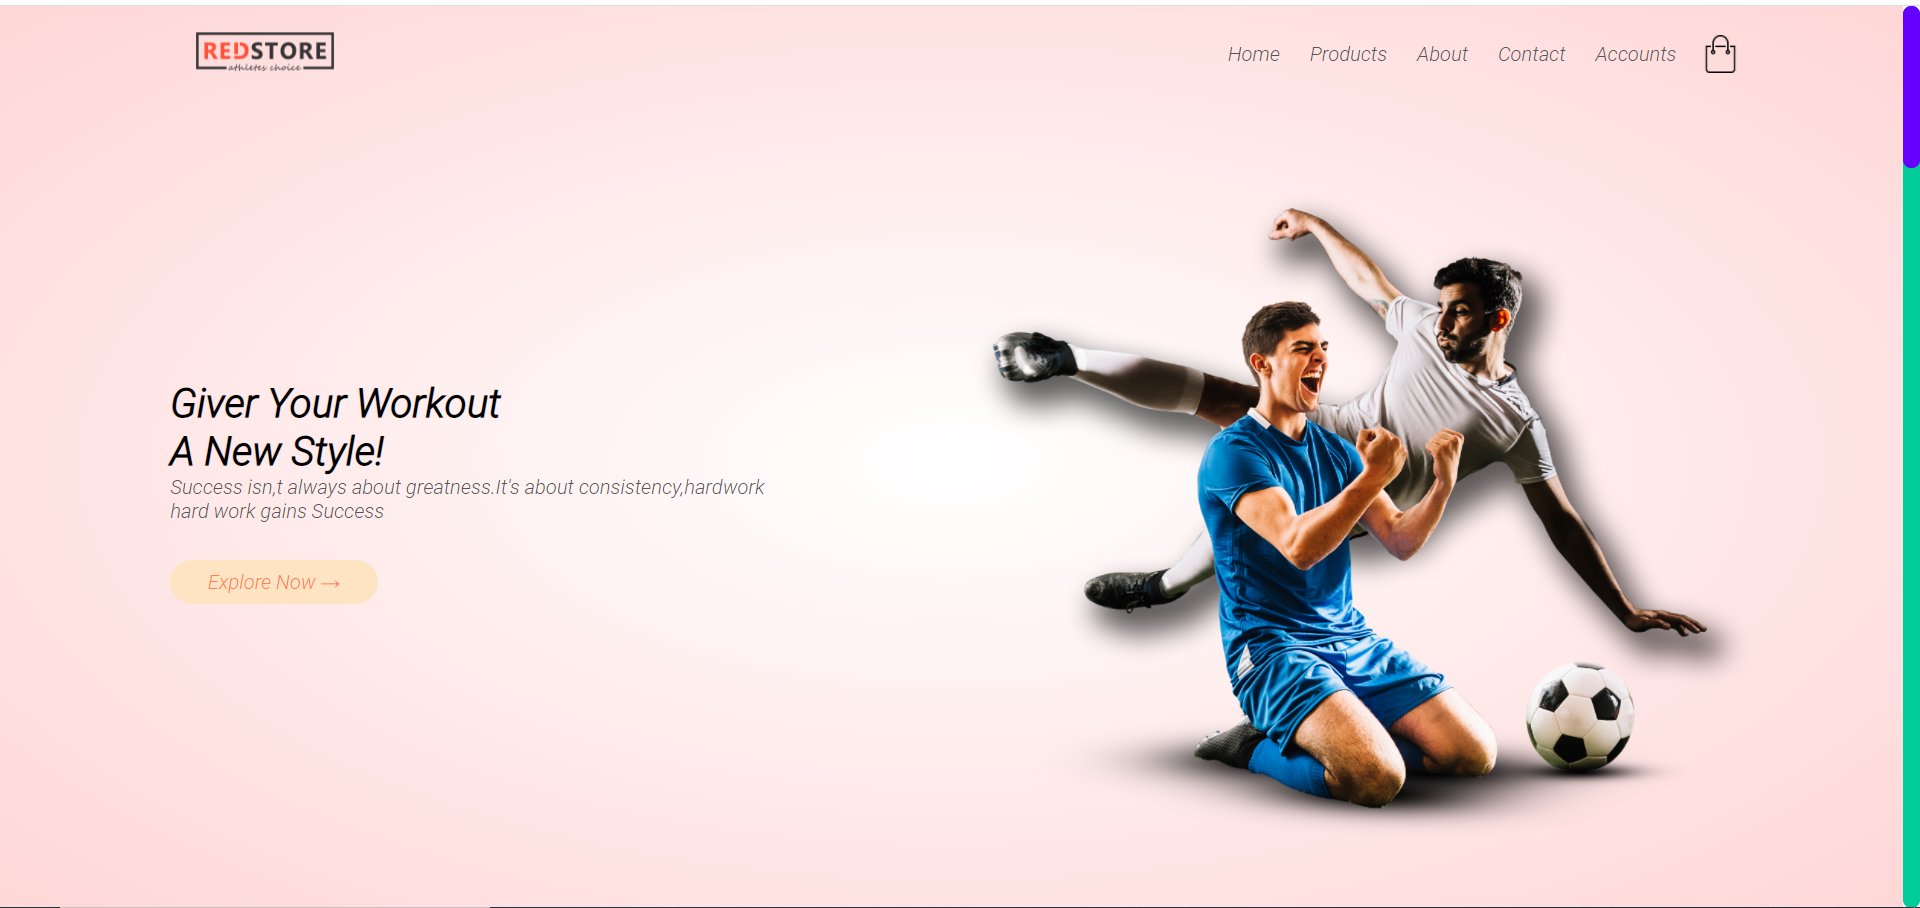 REDSTORE
athletes choice
Home Products About Contact Accounts
Giver Your Workout
A New Style!
Success isn,t always about greatness.It's about consistency,hardwork
hard work gains Success
Explore Now →